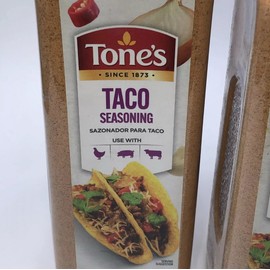 Tone's
• SINCE 1873 •
TACO
SEASONING
SAZONADOR PARA TACO
USE WITH